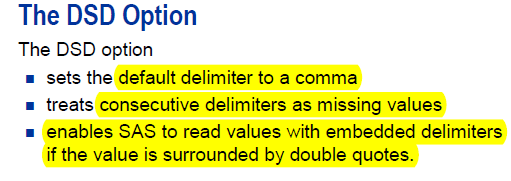 The DSD Option
The DSD option
■ sets the default delimiter to a comma
■ treats consecutive delimiters as missing values
■ enables SAS to read values with embedded delimiters
if the value is surrounded by double quotes.